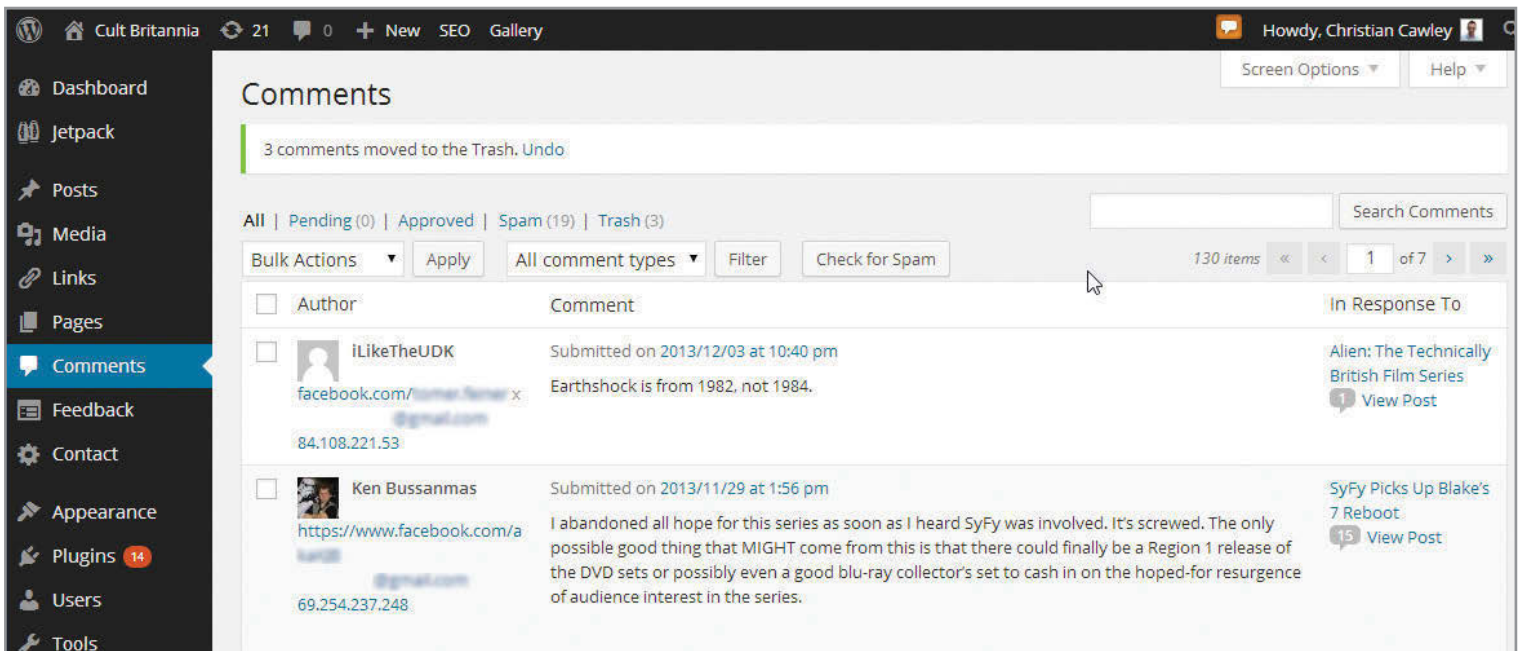 Cult Britannia 21 0 + New SEO Gallery Howdy, Christian Cawley
Screen Options ▼ Help ▼
Dashboard
Jetpack
Posts
Media
Links
Pages
Comments
Feedback
Contact
Appearance
Plugins 14
Users
Tools
Comments
3 comments moved to the Trash. Undo
All | Pending (0) | Approved | Spam (19) | Trash (3)
Search Comments
Bulk Actions ▼ Apply All comment types ▼ Filter Check for Spam 130 items « ‹ 1 of 7 › »
Author Comment In Response To
iLikeTheUDK
facebook.com/ x
@gmail.com
84.108.221.53
Submitted on 2013/12/03 at 10:40 pm
Earthshock is from 1982, not 1984.
Alien: The Technically
British Film Series
1 View Post
Ken Bussanmas
https://www.facebook.com/a
@gmail.com
69.254.237.248
Submitted on 2013/11/29 at 1:56 pm
I abandoned all hope for this series as soon as I heard SyFy was involved. It's screwed. The only
possible good thing that MIGHT come from this is that there could finally be a Region 1 release of
the DVD sets or possibly even a good blu-ray collector's set to cash in on the hoped-for resurgence
of audience interest in the series.
SyFy Picks Up Blake's
7 Reboot
15 View Post